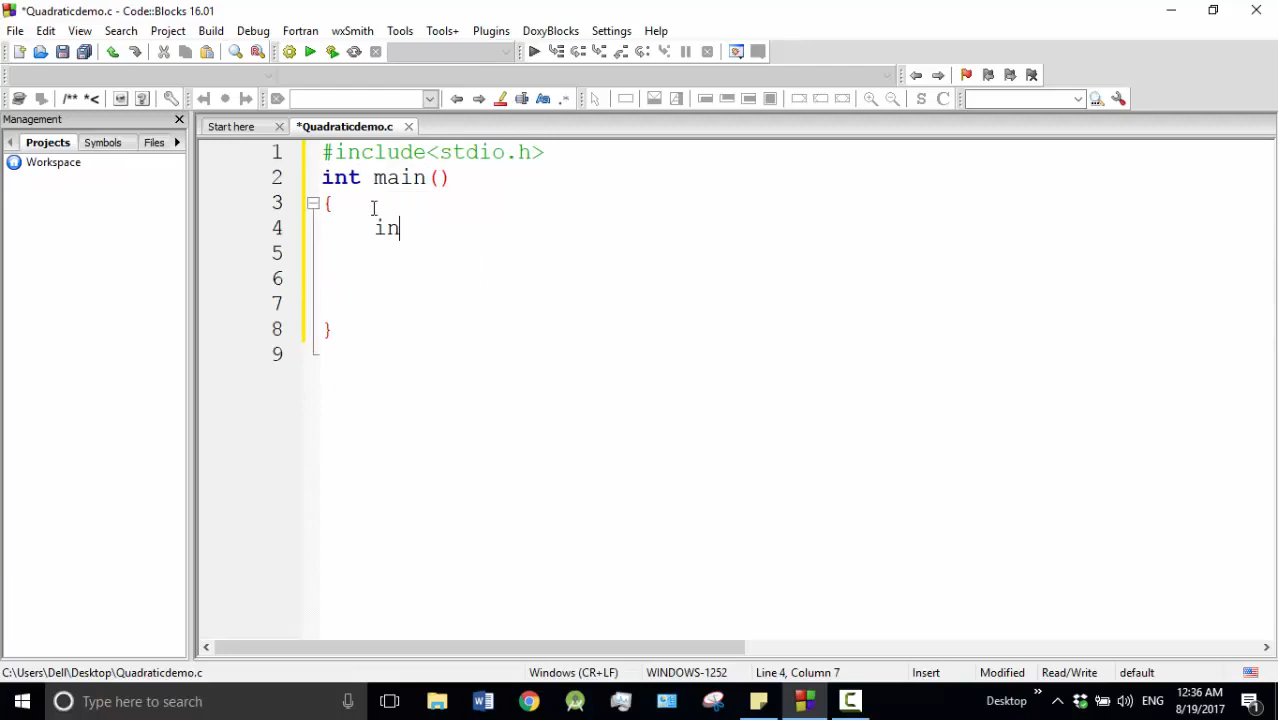 *Quadraticdemo.c - Code::Blocks 16.01
File Edit View Search Project Build Debug Fortran wxSmith Tools Tools+ Plugins DoxyBlocks Settings Help
/** *< S C
Management
Projects Symbols Files
Workspace
Start here *Quadraticdemo.c
1 #include<stdio.h>
2 int main()
3 {
4 in
5
6
7
8 }
9
C:\Users\Dell\Desktop\Quadraticdemo.c Windows (CR+LF) WINDOWS-1252 Line 4, Column 7 Insert Modified Read/Write default
Type here to search Desktop » ENG 12:36 AM
8/19/2017 1